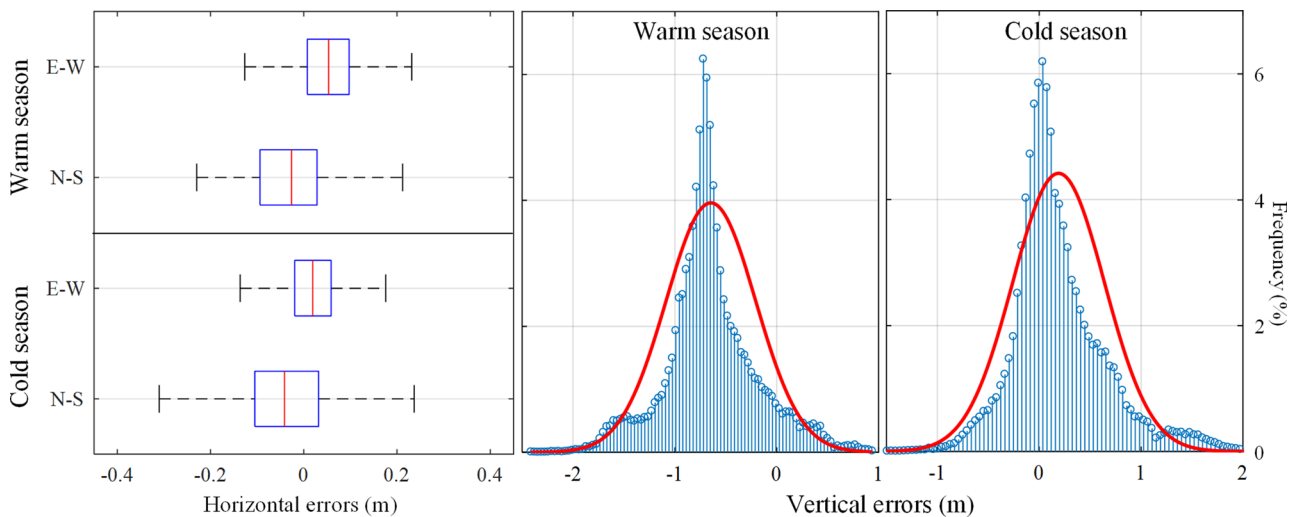 Warm season
E-W
N-S
Cold season
E-W
N-S
-0.4 -0.2 0 0.2 0.4
Horizontal errors (m)
Warm season
-2 -1 0 1
Cold season
-1 0 1 2
Vertical errors (m)
6
4
2
0
Frequency (%)